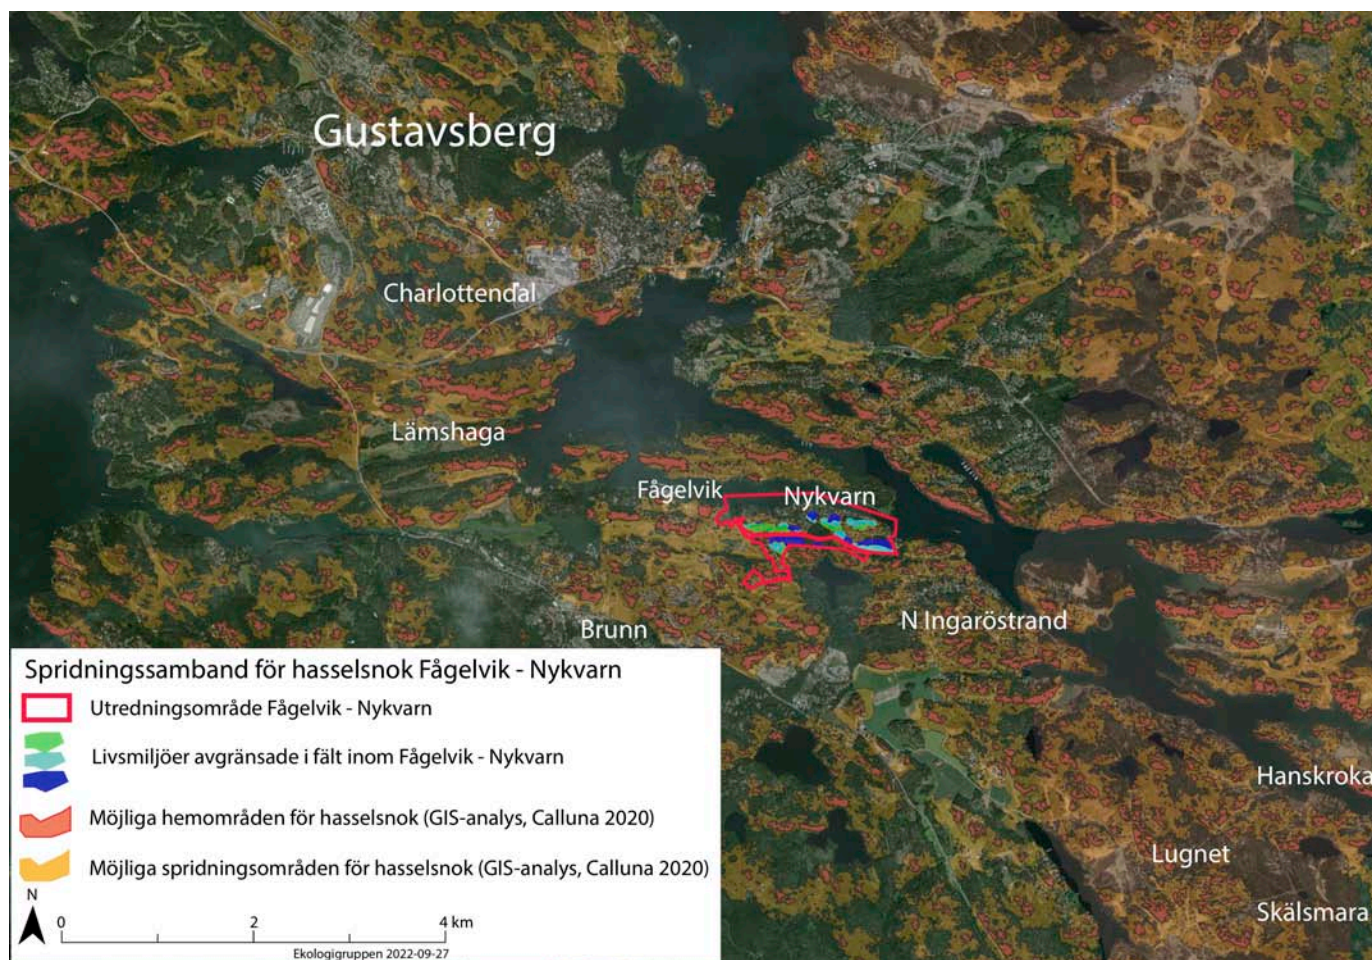 Gustavsberg
Charlottendal
Lämshaga
Fågelvik
Nykvarn
Brunn
N Ingaröstrand
Hanskroka
Lugnet
Skälsmara
Spridningssamband för hasselsnok Fågelvik - Nykvarn
Utredningsområde Fågelvik - Nykvarn
Livsmiljöer avgränsade i fält inom Fågelvik - Nykvarn
Möjliga hemområden för hasselsnok (GIS-analys, Calluna 2020)
Möjliga spridningsområden för hasselsnok (GIS-analys, Calluna 2020)
N
0 2 4 km
Ekologigruppen 2022-09-27